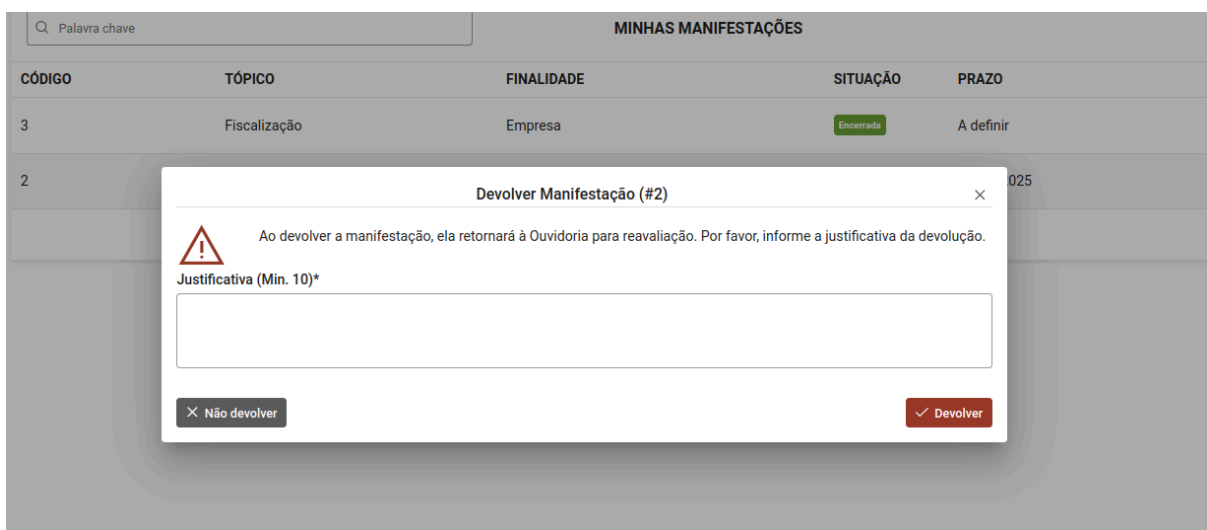 Palavra chave
MINHAS MANIFESTAÇÕES
CÓDIGO TÓPICO FINALIDADE SITUAÇÃO PRAZO
3 Fiscalização Empresa Encerrada A definir
2 025
Devolver Manifestação (#2)
Ao devolver a manifestação, ela retornará à Ouvidoria para reavaliação. Por favor, informe a justificativa da devolução.
Justificativa (Min. 10)*
Não devolver Devolver